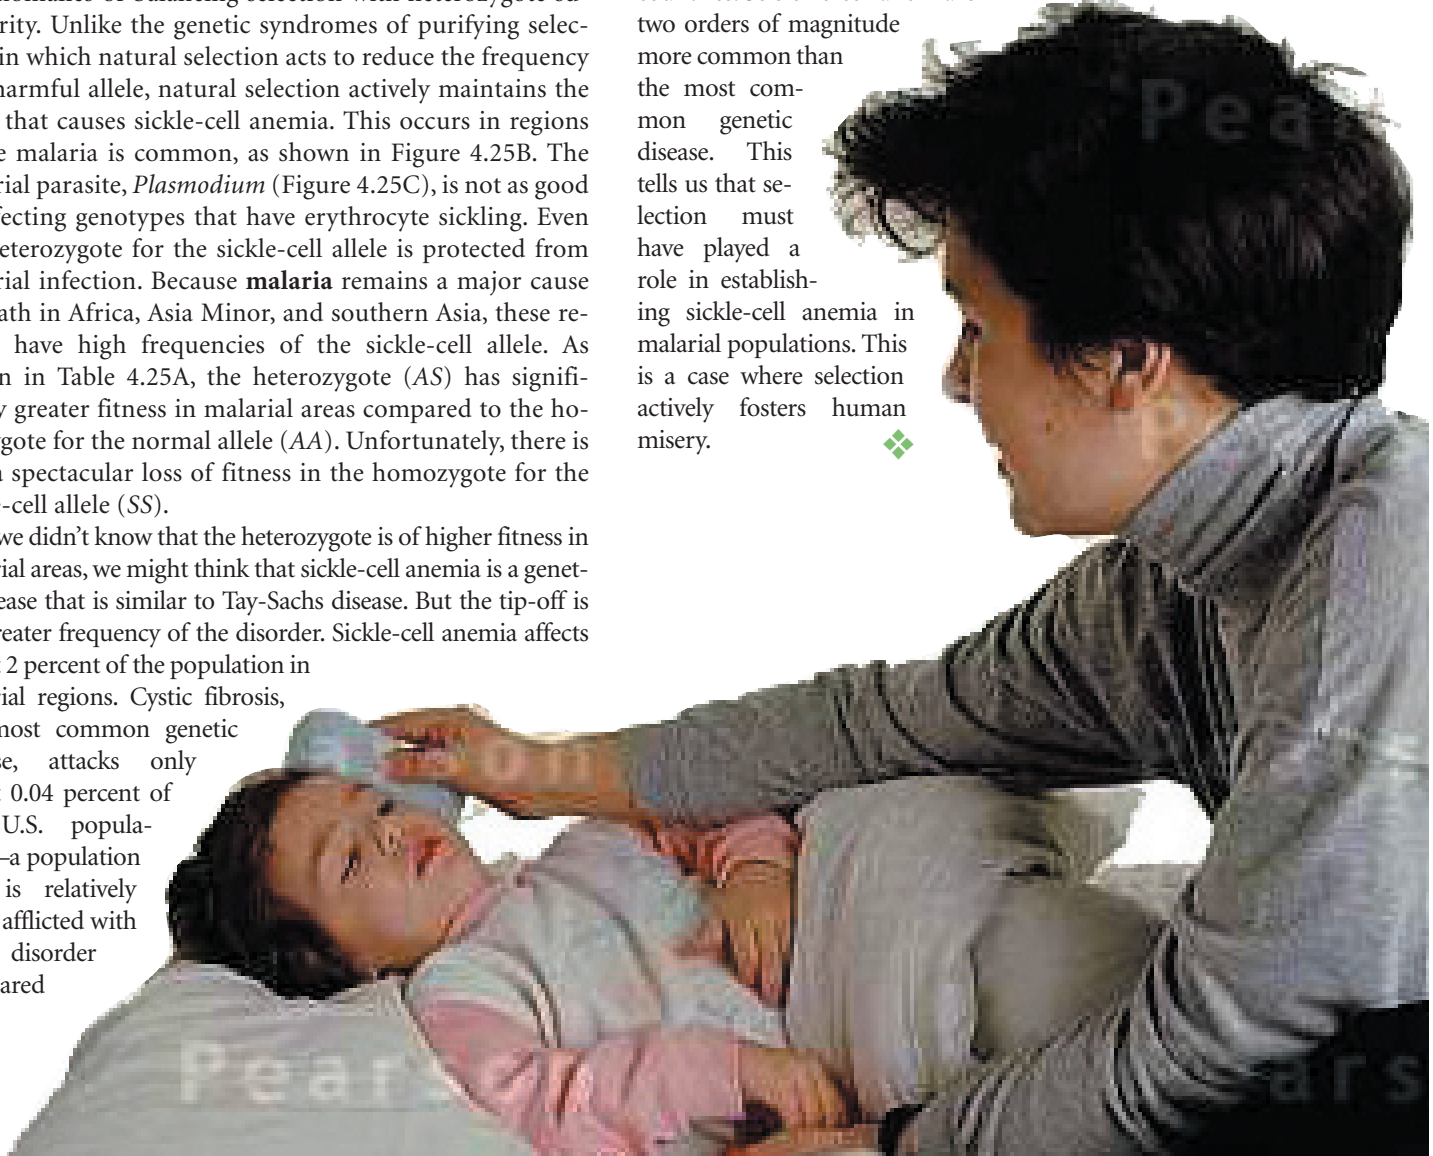 rity. Unlike the genetic syndromes of purifying selec-
in which natural selection acts to reduce the frequency
harmful allele, natural selection actively maintains the
that causes sickle-cell anemia. This occurs in regions
e malaria is common, as shown in Figure 4.25B. The
rial parasite, Plasmodium (Figure 4.25C), is not as good
fecting genotypes that have erythrocyte sickling. Even
eterozygote for the sickle-cell allele is protected from
rial infection. Because malaria remains a major cause
ath in Africa, Asia Minor, and southern Asia, these re-
have high frequencies of the sickle-cell allele. As
n in Table 4.25A, the heterozygote (AS) has signifi-
y greater fitness in malarial areas compared to the ho-
gote for the normal allele (AA). Unfortunately, there is
a spectacular loss of fitness in the homozygote for the
e-cell allele (SS).
we didn't know that the heterozygote is of higher fitness in
rial areas, we might think that sickle-cell anemia is a genet-
ease that is similar to Tay-Sachs disease. But the tip-off is
reater frequency of the disorder. Sickle-cell anemia affects
t 2 percent of the population in
rial regions. Cystic fibrosis,
most common genetic
se, attacks only
t 0.04 percent of
U.S. popula-
–a population
is relatively
afflicted with
disorder
ared
two orders of magnitude
more common than
the most com-
mon genetic
disease. This
tells us that se-
lection must
have played a
role in establish-
ing sickle-cell anemia in
malarial populations. This
is a case where selection
actively fosters human
misery.
Pea
Pears
ars